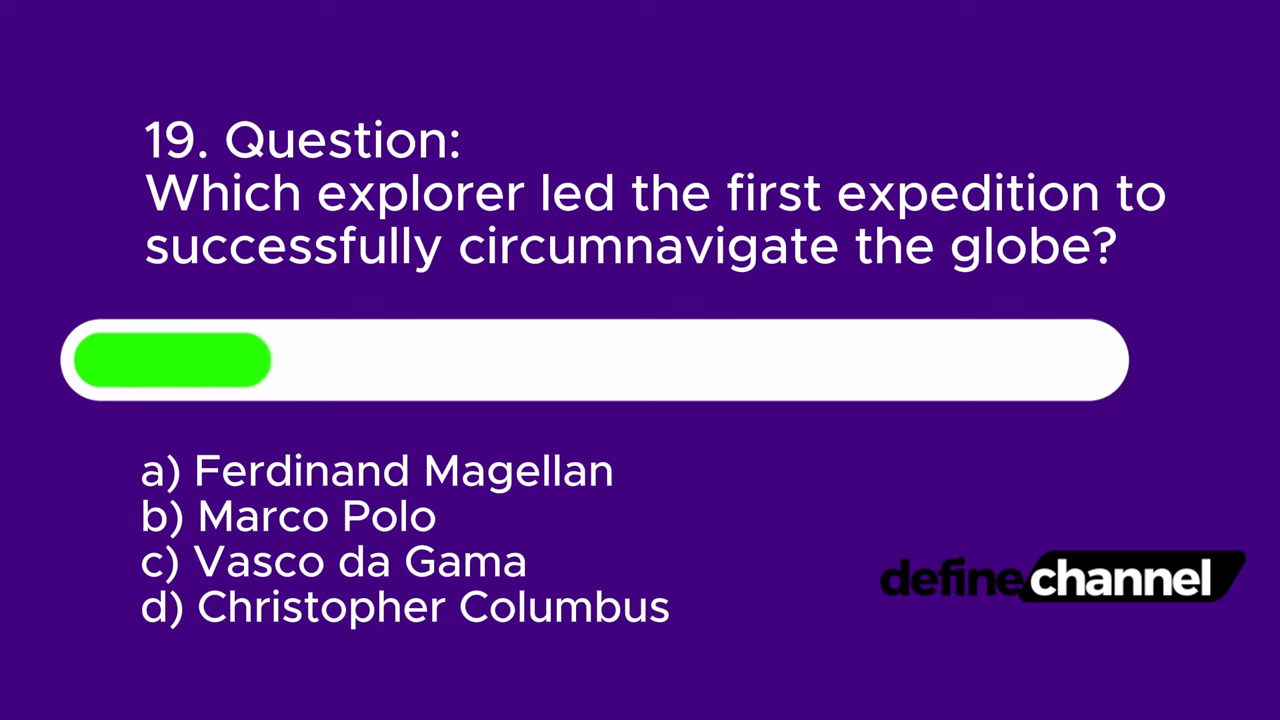 19. Question:
Which explorer led the first expedition to
successfully circumnavigate the globe?
a) Ferdinand Magellan
b) Marco Polo
c) Vasco da Gama
d) Christopher Columbus
definechannel